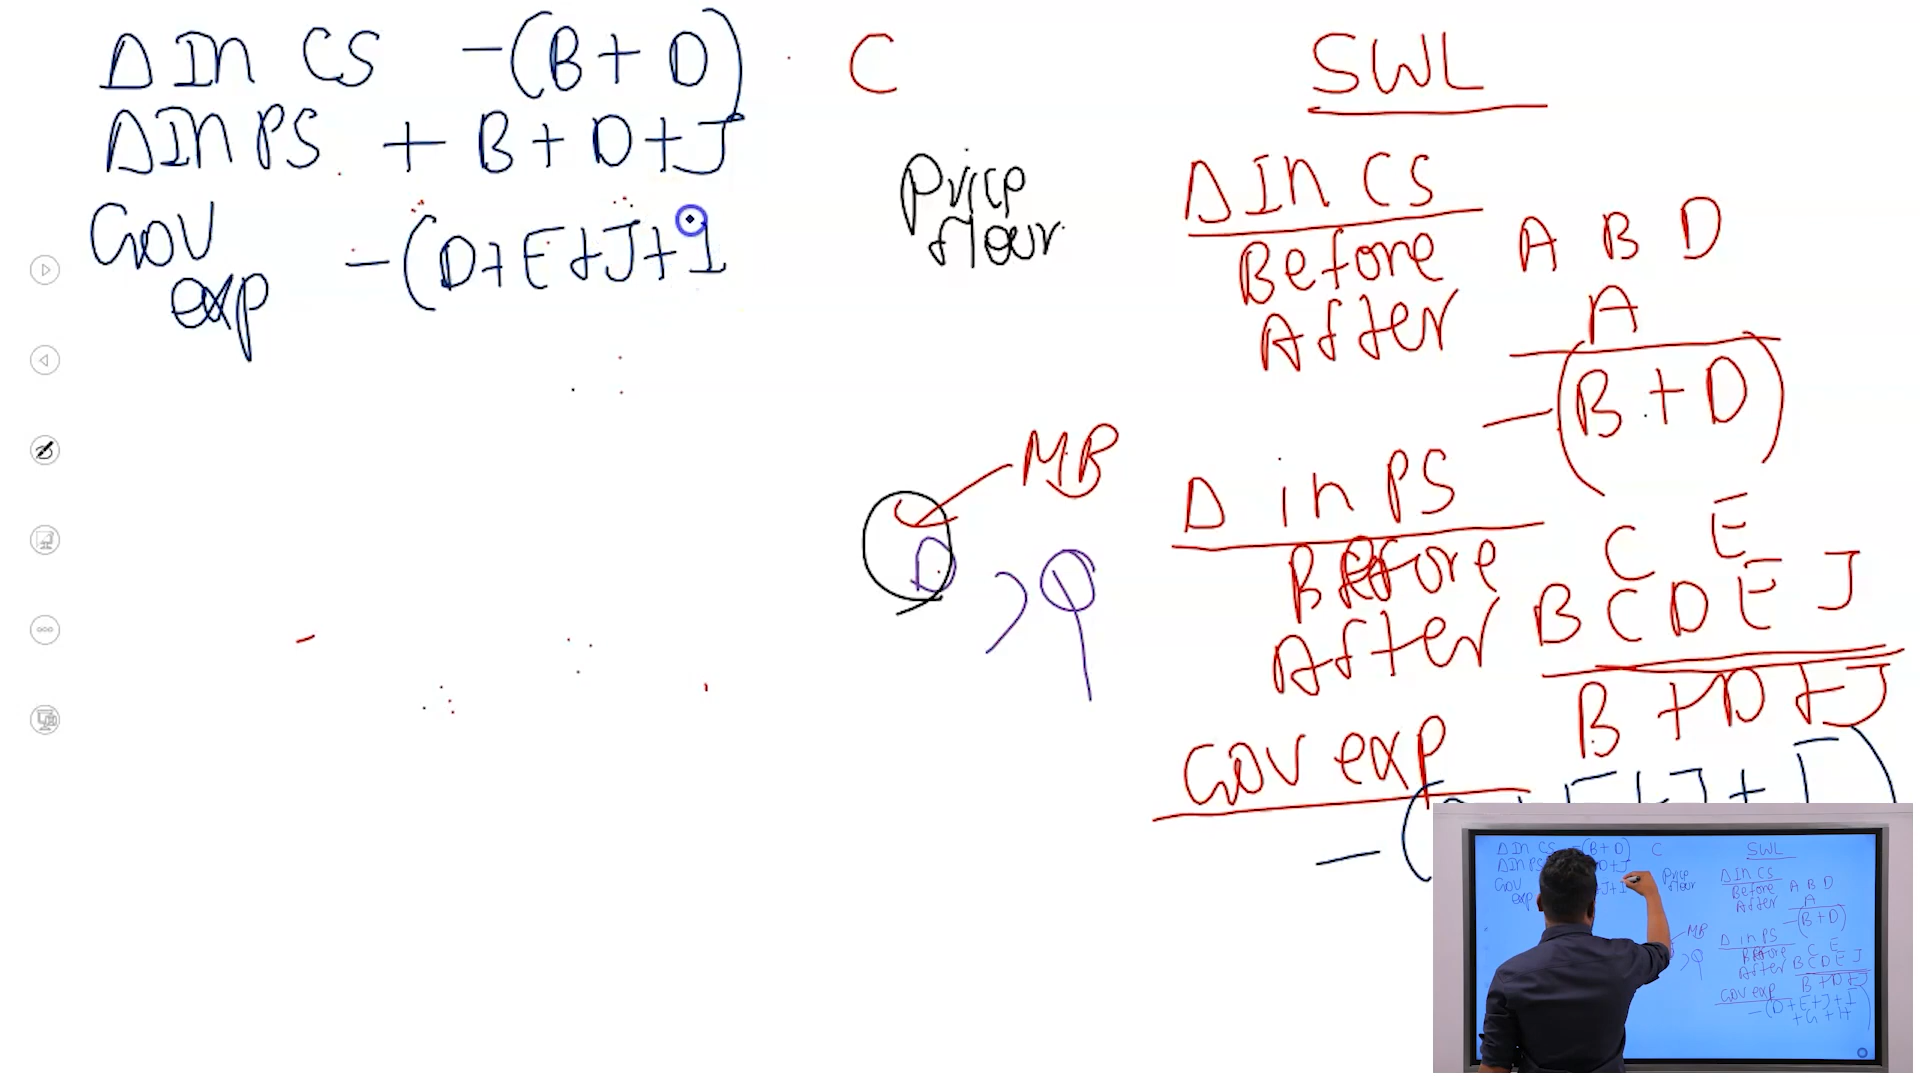 Δ In CS -(B+D)
Δ In PS + B+D+J
Gov exp -(D+E+J+I
C
Price
flour
MB
D > Q
SWL
Δ In CS
Before A B D
After A
-(B+D)
Δ in PS
Before C E
After B C D E J
B+D+J
Gov exp
-(D+E+J+I)
+G+H